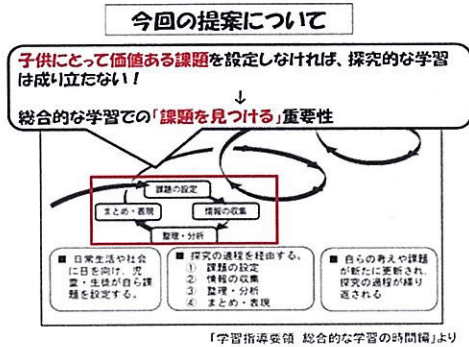 今回の提案について
子供にとって価値ある課題を設定しなければ、探究的な学習
は成り立たない！
↓
総合的な学習での「課題を見つける」重要性
課題の設定
まとめ・表現
情報の収集
整理・分析
■ 日常生活や社会
に目を向け、児
童・生徒が自ら課
題を設定する。
■ 探究の過程を経由する。
① 課題の設定
② 情報の収集
③ 整理・分析
④ まとめ・表現
■ 自らの考えや課題
が新たに更新され、
探究の過程が繰り
返される
「学習指導要領 総合的な学習の時間編」より